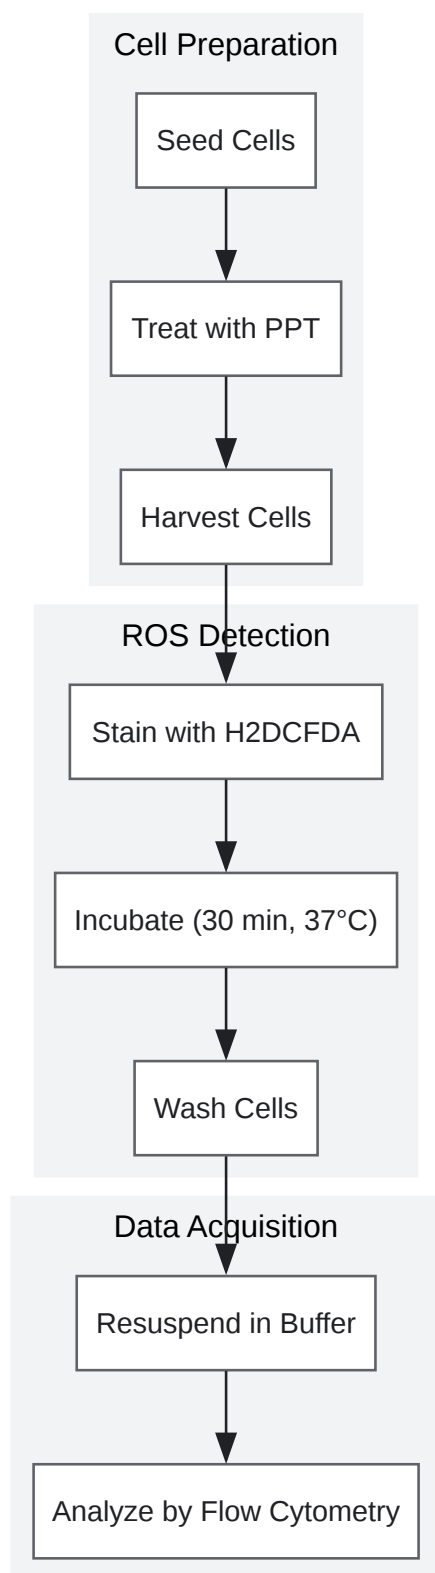 Cell Preparation
Seed Cells
Treat with PPT
Harvest Cells
ROS Detection
Stain with H2DCFDA
Incubate (30 min, 37°C)
Wash Cells
Data Acquisition
Resuspend in Buffer
Analyze by Flow Cytometry